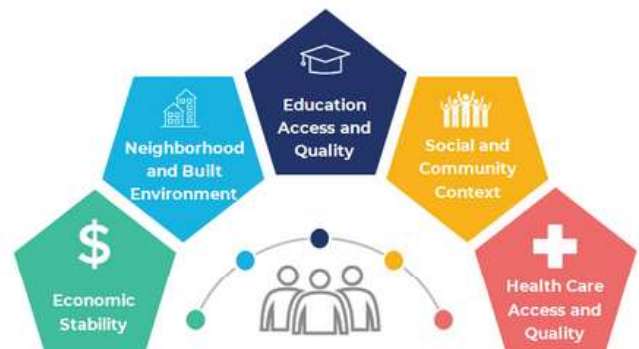 Economic
Stability
Neighborhood
and Built
Environment
Education
Access and
Quality
Social and
Community
Context
Health Care
Access and
Quality
$